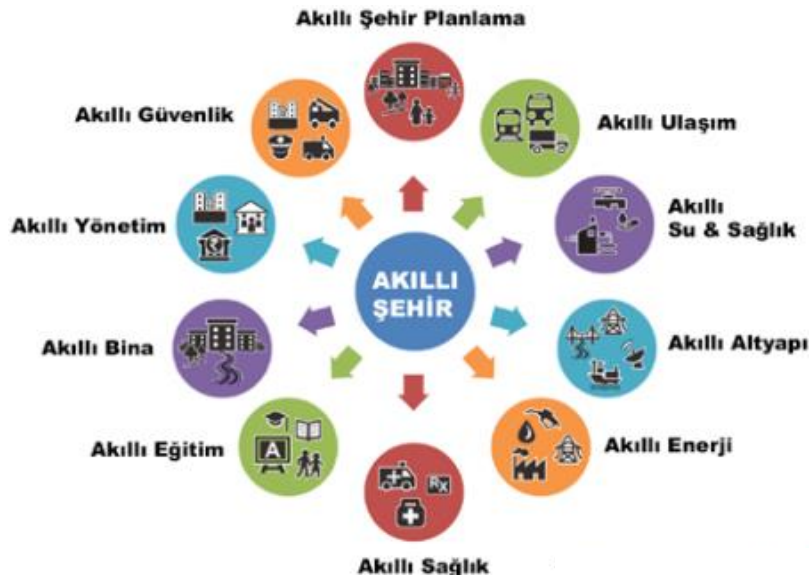 Akıllı Şehir Planlama
Akıllı Güvenlik
Akıllı Ulaşım
Akıllı Yönetim
Akıllı
Su & Sağlık
AKILLI
ŞEHİR
Akıllı Bina
Akıllı Altyapı
Akıllı Eğitim
A
Akıllı Enerji
Rx
Akıllı Sağlık